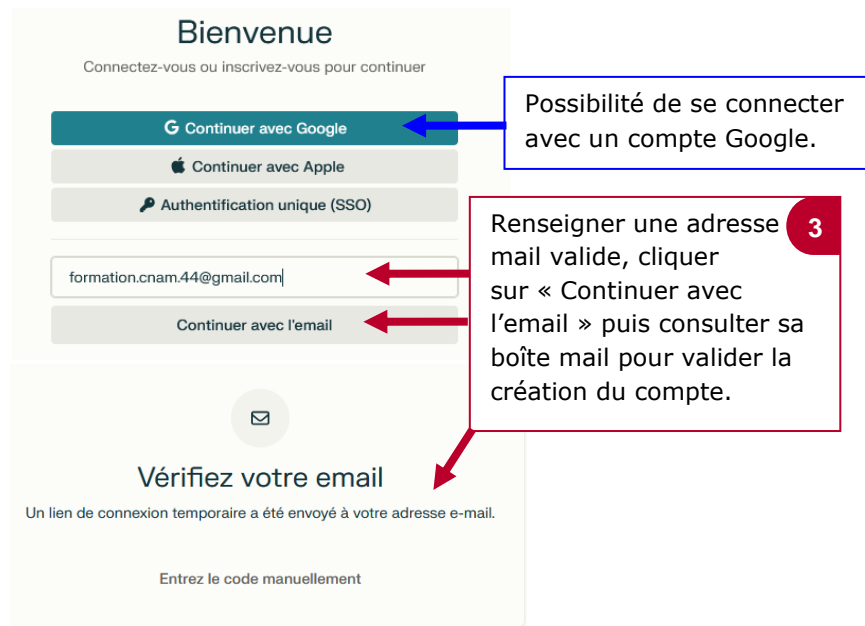 Bienvenue
Connectez-vous ou inscrivez-vous pour continuer
Continuer avec Google
Continuer avec Apple
Authentification unique (SSO)
formation.cnam.44@gmail.com
Continuer avec l'email
Possibilité de se connecter
avec un compte Google.
3
Renseigner une adresse
mail valide, cliquer
sur « Continuer avec
l’email » puis consulter sa
boîte mail pour valider la
création du compte.
Vérifiez votre email
Un lien de connexion temporaire a été envoyé à votre adresse e-mail.
Entrez le code manuellement